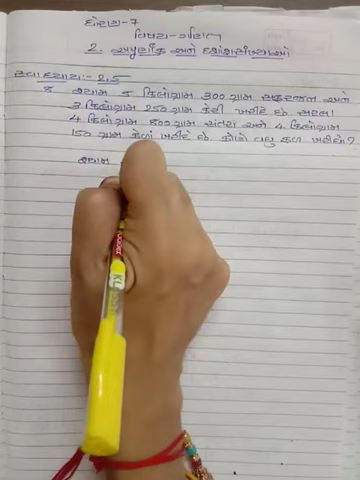 ધોરણ-7
વિષય-ગણિત
2. અપૂર્ણાંક અને દશાંશ સંખ્યાઓ
સ્વાધ્યાય:- 2.5
8 શ્યામ 5 કિલોગ્રામ 300 ગ્રામ સફરજન અને
3 કિલોગ્રામ 250 ગ્રામ કેરી ખરીદે છે. સરલા
4 કિલોગ્રામ 800 ગ્રામ સંતરા અને 4 કિલોગ્રામ
150 ગ્રામ કેળાં ખરીદે છે. કોણે વધુ ફળ ખરીદ્યાં?
શ્યામ